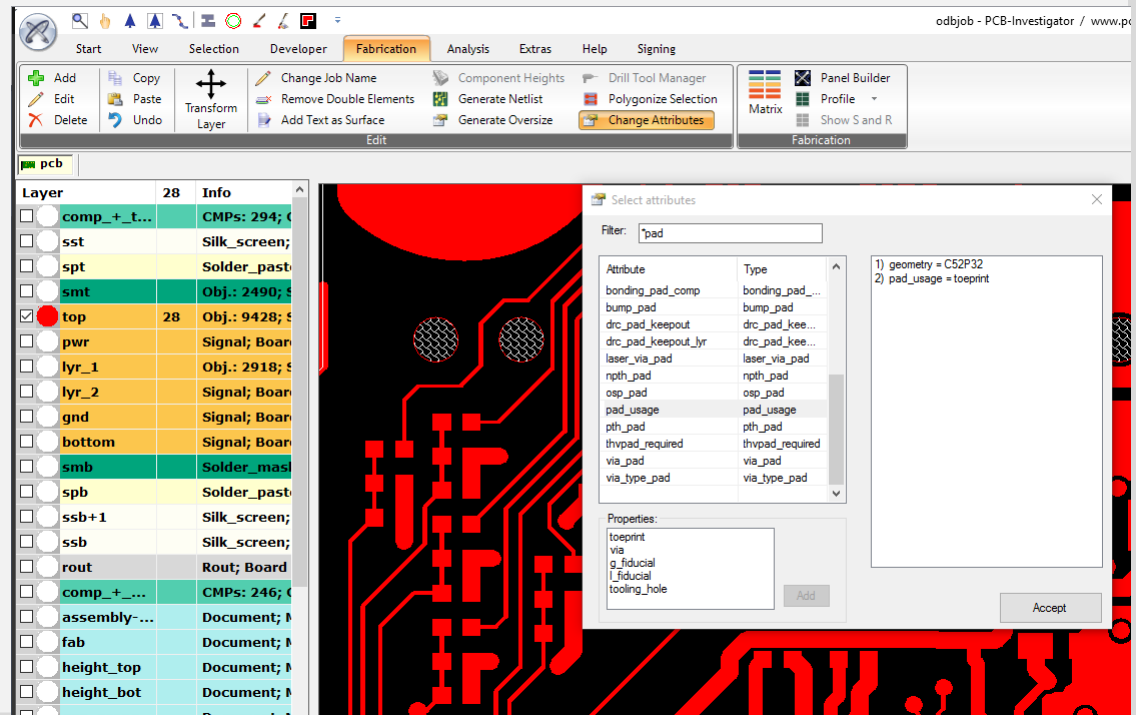 odbjob - PCB-Investigator / www.pc
Start View Selection Developer Fabrication Analysis Extras Help Signing
Add Copy Change Job Name Component Heights Drill Tool Manager Panel Builder
Edit Paste Transform Layer Remove Double Elements Generate Netlist Polygonize Selection Matrix Profile
Delete Undo Add Text as Surface Generate Oversize Change Attributes Show S and R
Edit Fabrication
pcb
Layer 28 Info
comp_+_t... CMPs: 294;
sst Silk_screen;
spt Solder_past
smt Obj.: 2490;
top 28 Obj.: 9428;
pwr Signal; Boar
lyr_1 Obj.: 2918;
lyr_2 Signal; Boar
gnd Signal; Boar
bottom Signal; Boar
smb Solder_mas
spb Solder_past
ssb+1 Silk_screen;
ssb Silk_screen;
rout Rout; Board
comp_+_... CMPs: 246;
assembly-... Document;
fab Document;
height_top Document;
height_bot Document;
Select attributes
Filter: *pad
Attribute Type
bonding_pad_comp bonding_pad_...
bump_pad bump_pad
drc_pad_keepout drc_pad_kee...
drc_pad_keepout_lyr drc_pad_kee...
laser_via_pad laser_via_pad
npth_pad npth_pad
osp_pad osp_pad
pad_usage pad_usage
pth_pad pth_pad
thvpad_required thvpad_required
via_pad via_pad
via_type_pad via_type_pad
1) geometry = C52P32
2) pad_usage = toeprint
Properties:
toeprint
via
g_fiducial
l_fiducial
tooling_hole
Add
Accept